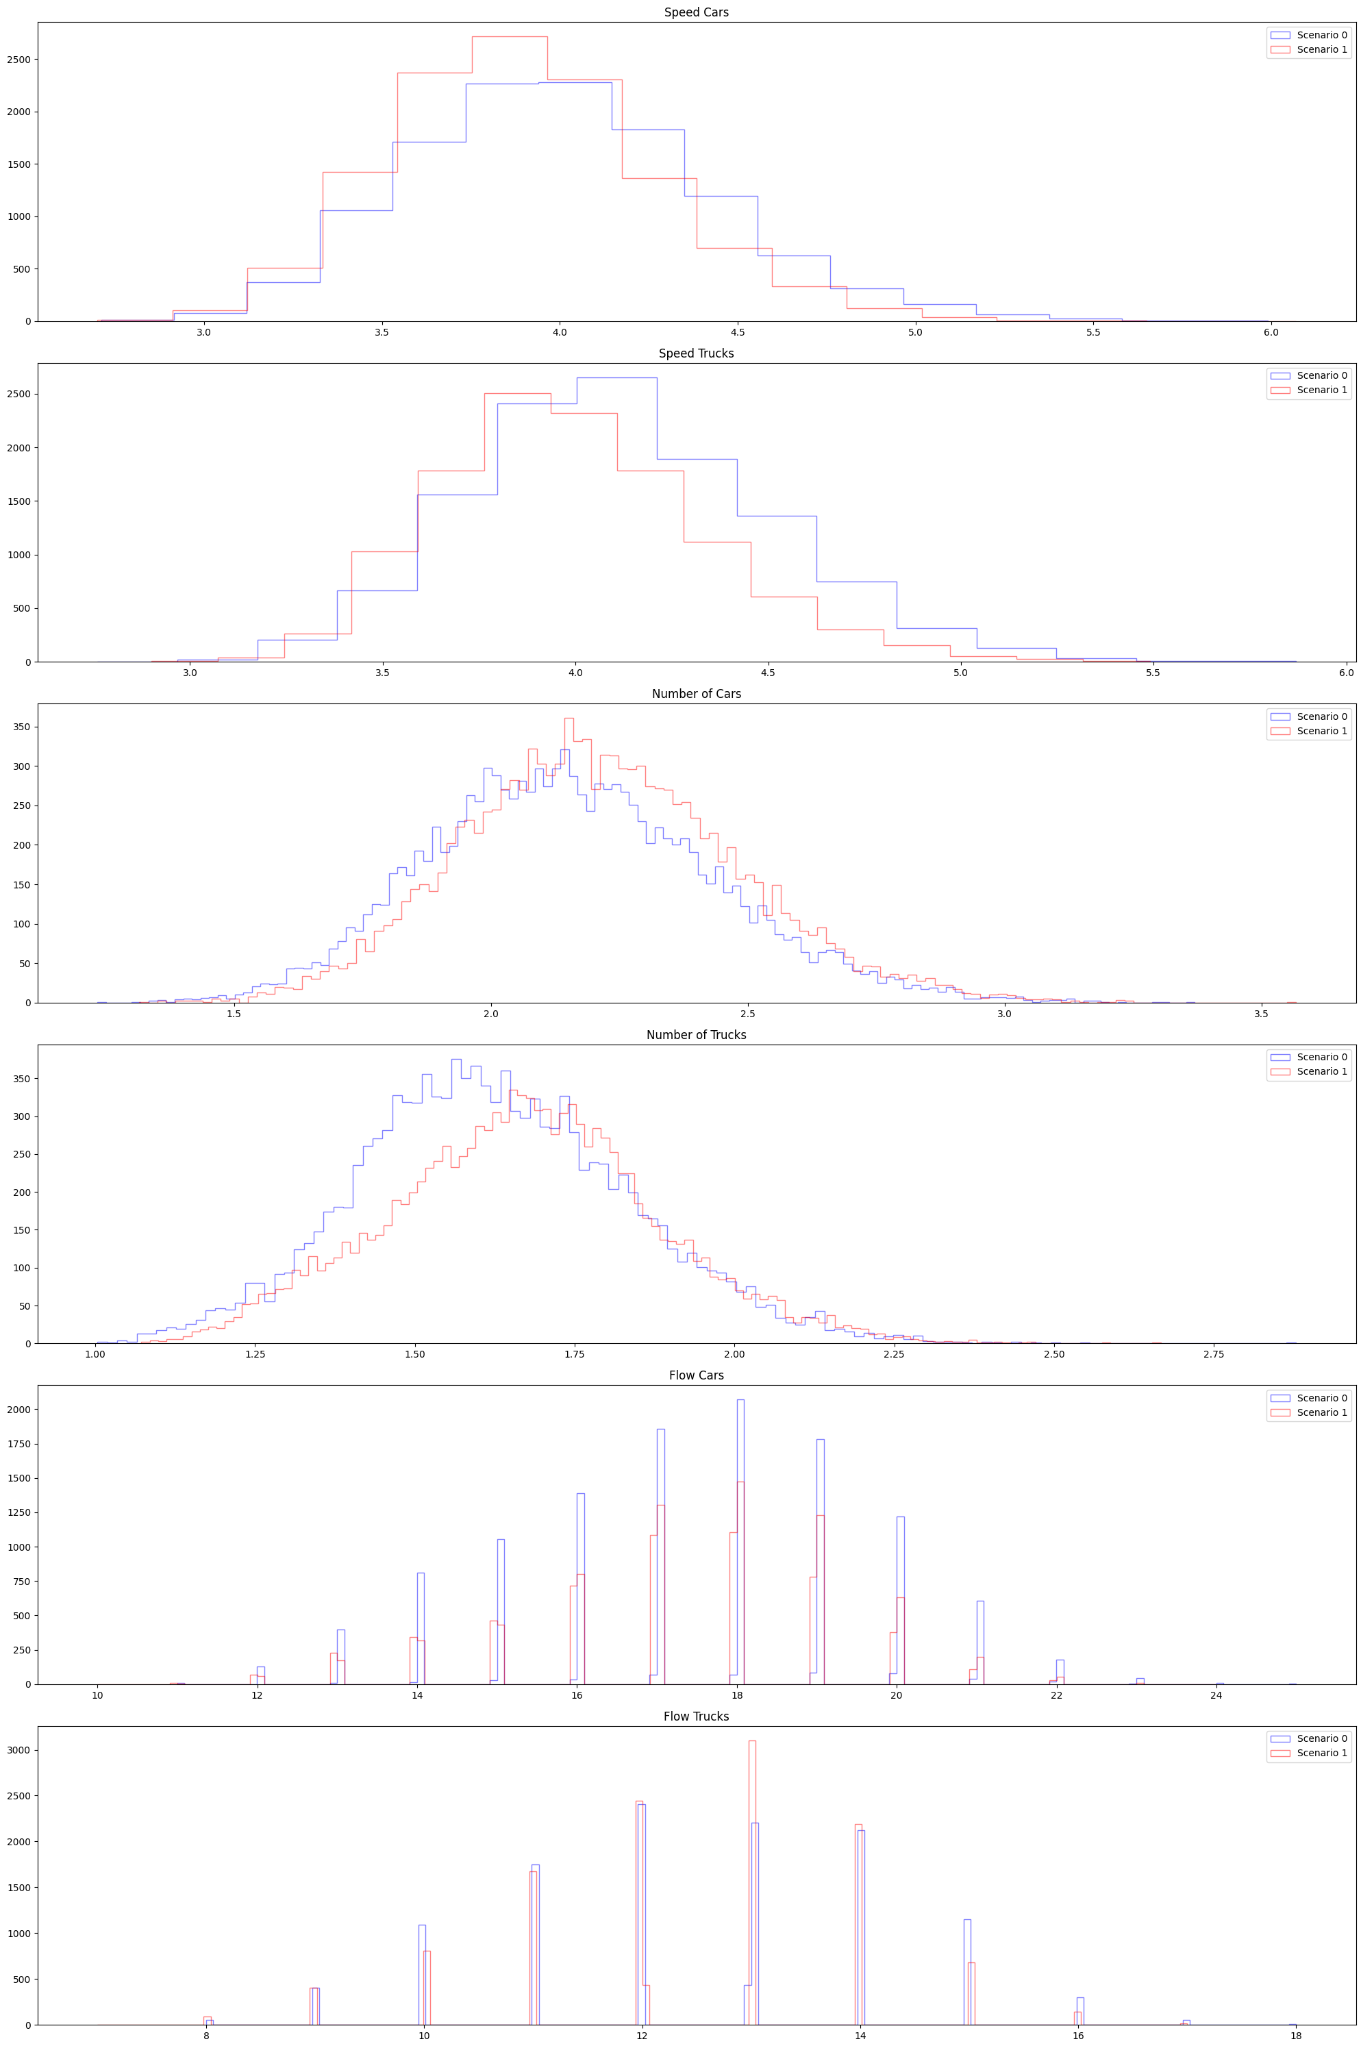 Speed Cars
Scenario 0
Scenario 1
2500
2000
1500
1000
500
0
3.0 3.5 4.0 4.5 5.0 5.5 6.0
Speed Trucks
Scenario 0
Scenario 1
2500
2000
1500
1000
500
0
3.0 3.5 4.0 4.5 5.0 5.5 6.0
Number of Cars
Scenario 0
Scenario 1
350
300
250
200
150
100
50
0
1.5 2.0 2.5 3.0 3.5
Number of Trucks
Scenario 0
Scenario 1
350
300
250
200
150
100
50
0
1.00 1.25 1.50 1.75 2.00 2.25 2.50 2.75
Flow Cars
Scenario 0
Scenario 1
2000
1750
1500
1250
1000
750
500
250
0
10 12 14 16 18 20 22 24
Flow Trucks
Scenario 0
Scenario 1
3000
2500
2000
1500
1000
500
0
8 10 12 14 16 18